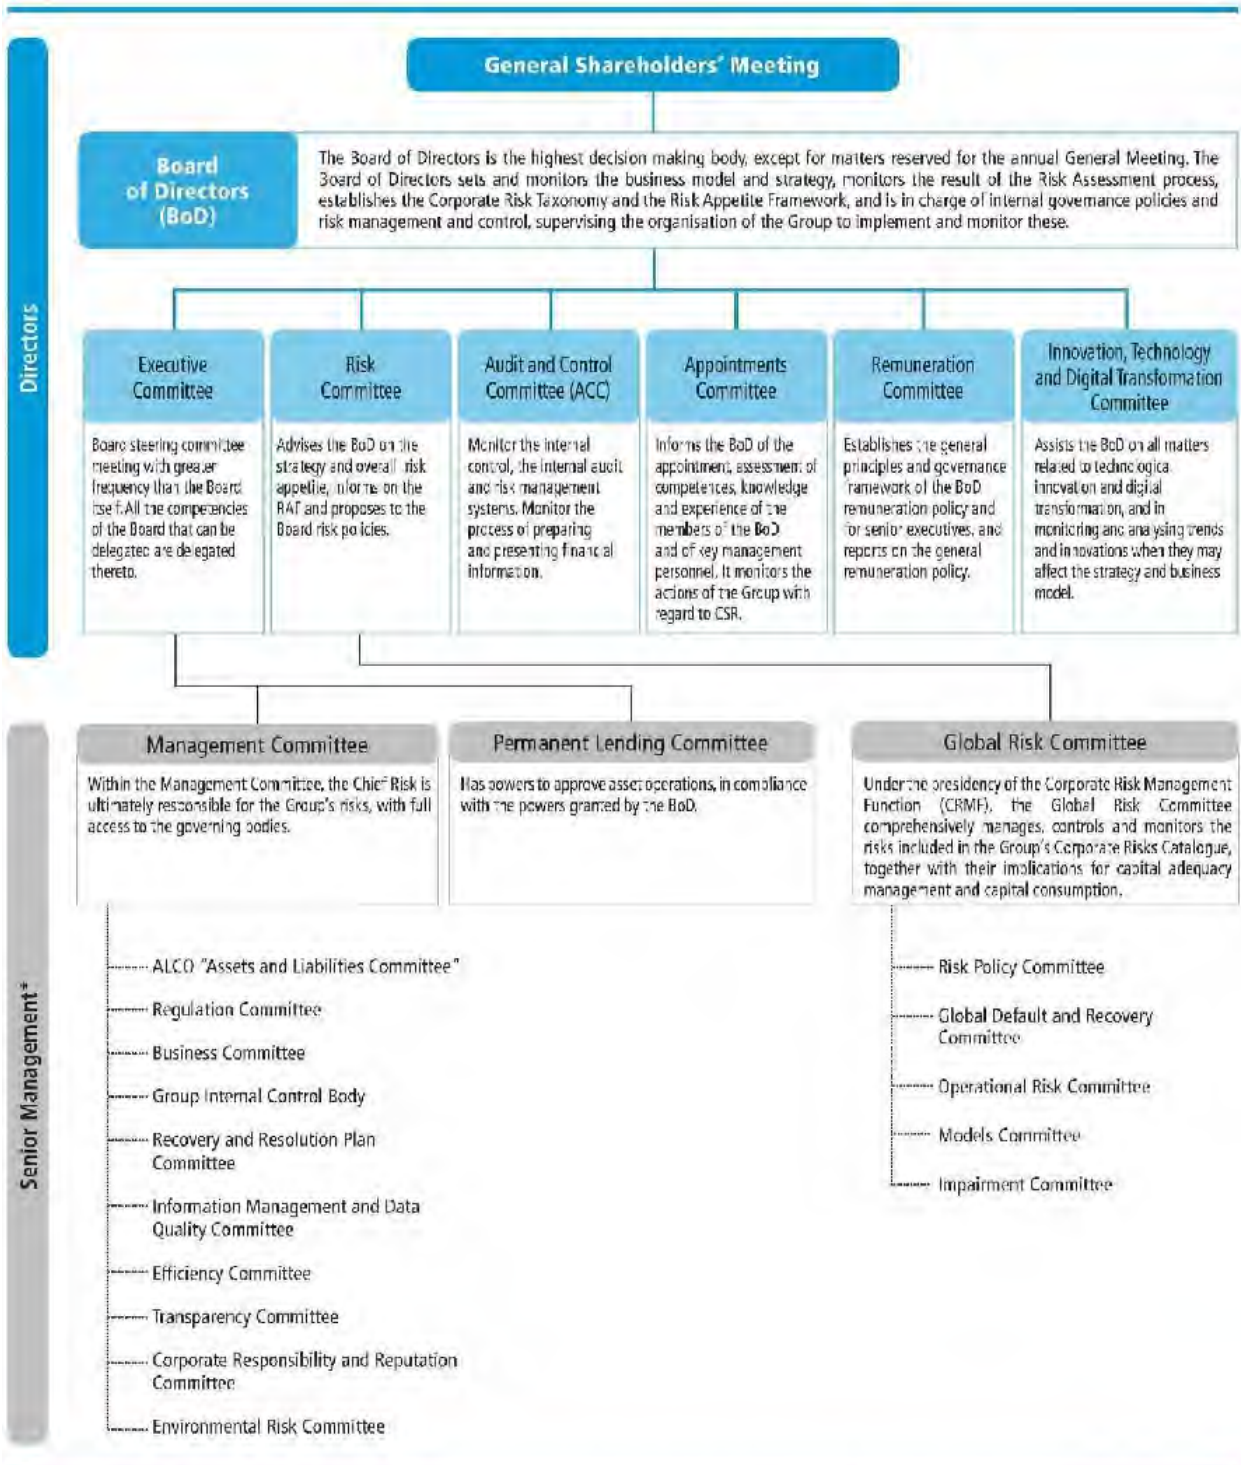 General Shareholders' Meeting
Directors
Board
of Directors
(BoD)
The Board of Directors is the highest decision making body, except for matters reserved for the annual General Meeting. The
Board of Directors sets and monitors the business model and strategy, monitors the result of the Risk Assessment process,
establishes the Corporate Risk Taxonomy and the Risk Appetite Framework, and is in charge of internal governance policies and
risk management and control, supervising the organisation of the Group to implement and monitor these.
Executive
Committee
Board steering committee
meeting with greater
frequency than the Board
itself. All the competencies
of the Board that can be
delegated are delegated
thereto.
Risk
Committee
Advises the BoD on the
strategy and overall risk
appetite, informs on the
RAF and proposes to the
Board risk policies.
Audit and Control
Committee (ACC)
Monitor the internal
control, the internal audit
and risk management
systems. Monitor the
process of preparing
and presenting financial
information.
Appointments
Committee
Informs the BoD of the
appointment, assessment of
competences, knowledge
and experience of the
members of the BoD
and of key management
personnel. It monitors the
actions of the Group with
regard to CSR.
Remuneration
Committee
Establishes the general
principles and governance
framework of the BoD
remuneration policy and
for senior executives, and
reports on the general
remuneration policy.
Innovation, Technology
and Digital Transformation
Committee
Assists the BoD on all matters
related to technological
innovation and digital
transformation, and in
monitoring and analysing trends
and innovations when they may
affect the strategy and business
model.
Senior Management*
Management Committee
Within the Management Committee, the Chief Risk is
ultimately responsible for the Group's risks, with full
access to the governing bodies.
ALCO "Assets and Liabilities Committee"
Regulation Committee
Business Committee
Group Internal Control Body
Recovery and Resolution Plan
Committee
Information Management and Data
Quality Committee
Efficiency Committee
Transparency Committee
Corporate Responsibility and Reputation
Committee
Environmental Risk Committee
Permanent Lending Committee
Has powers to approve asset operations, in compliance
with the powers granted by the BoD.
Global Risk Committee
Under the presidency of the Corporate Risk Management
Function (CRMF), the Global Risk Committee
comprehensively manages, controls and monitors the
risks included in the Group's Corporate Risks Catalogue,
together with their implications for capital adequacy
management and capital consumption.
Risk Policy Committee
Global Default and Recovery
Committee
Operational Risk Committee
Models Committee
Impairment Committee